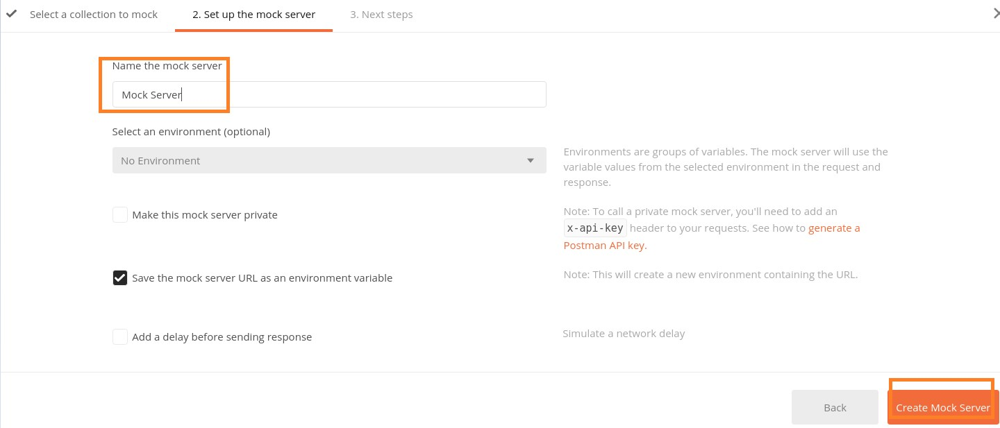 Select a collection to mock
2. Set up the mock server
3. Next steps
Name the mock server
Mock Server
Select an environment (optional)
No Environment
Environments are groups of variables. The mock server will use the
variable values from the selected environment in the request and
response.
Make this mock server private
Note: To call a private mock server, you'll need to add an
x-api-key header to your requests. See how to generate a
Postman API key.
Save the mock server URL as an environment variable
Note: This will create a new environment containing the URL.
Add a delay before sending response
Simulate a network delay
Back
Create Mock Server